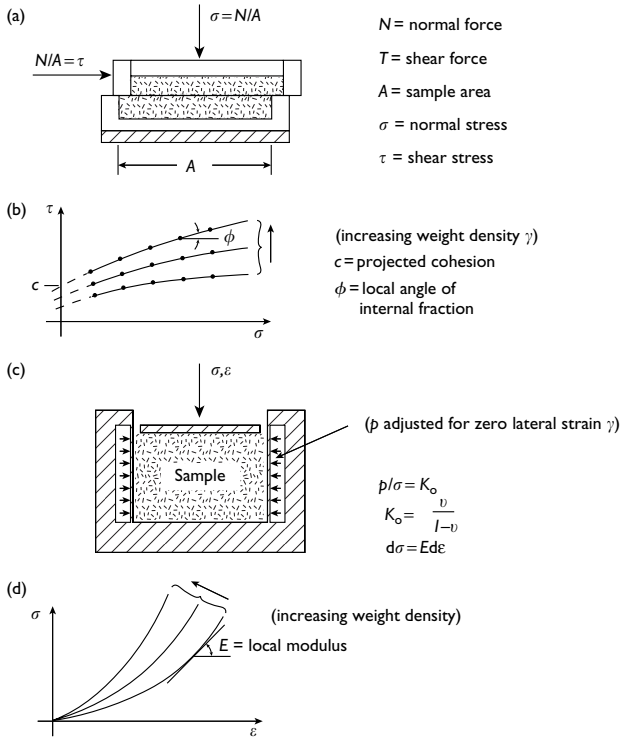 (a)
σ = N/A
N/A = τ
A
N = normal force
T = shear force
A = sample area
σ = normal stress
τ = shear stress
(b)
τ
ϕ
c
σ
(increasing weight density γ)
c = projected cohesion
ϕ = local angle of
internal fraction
(c)
σ,ε
Sample
(p adjusted for zero lateral strain γ)
p/σ = Kₒ
Kₒ = υ / I–υ
dσ = Edε
(d)
σ
(increasing weight density)
E = local modulus
ε